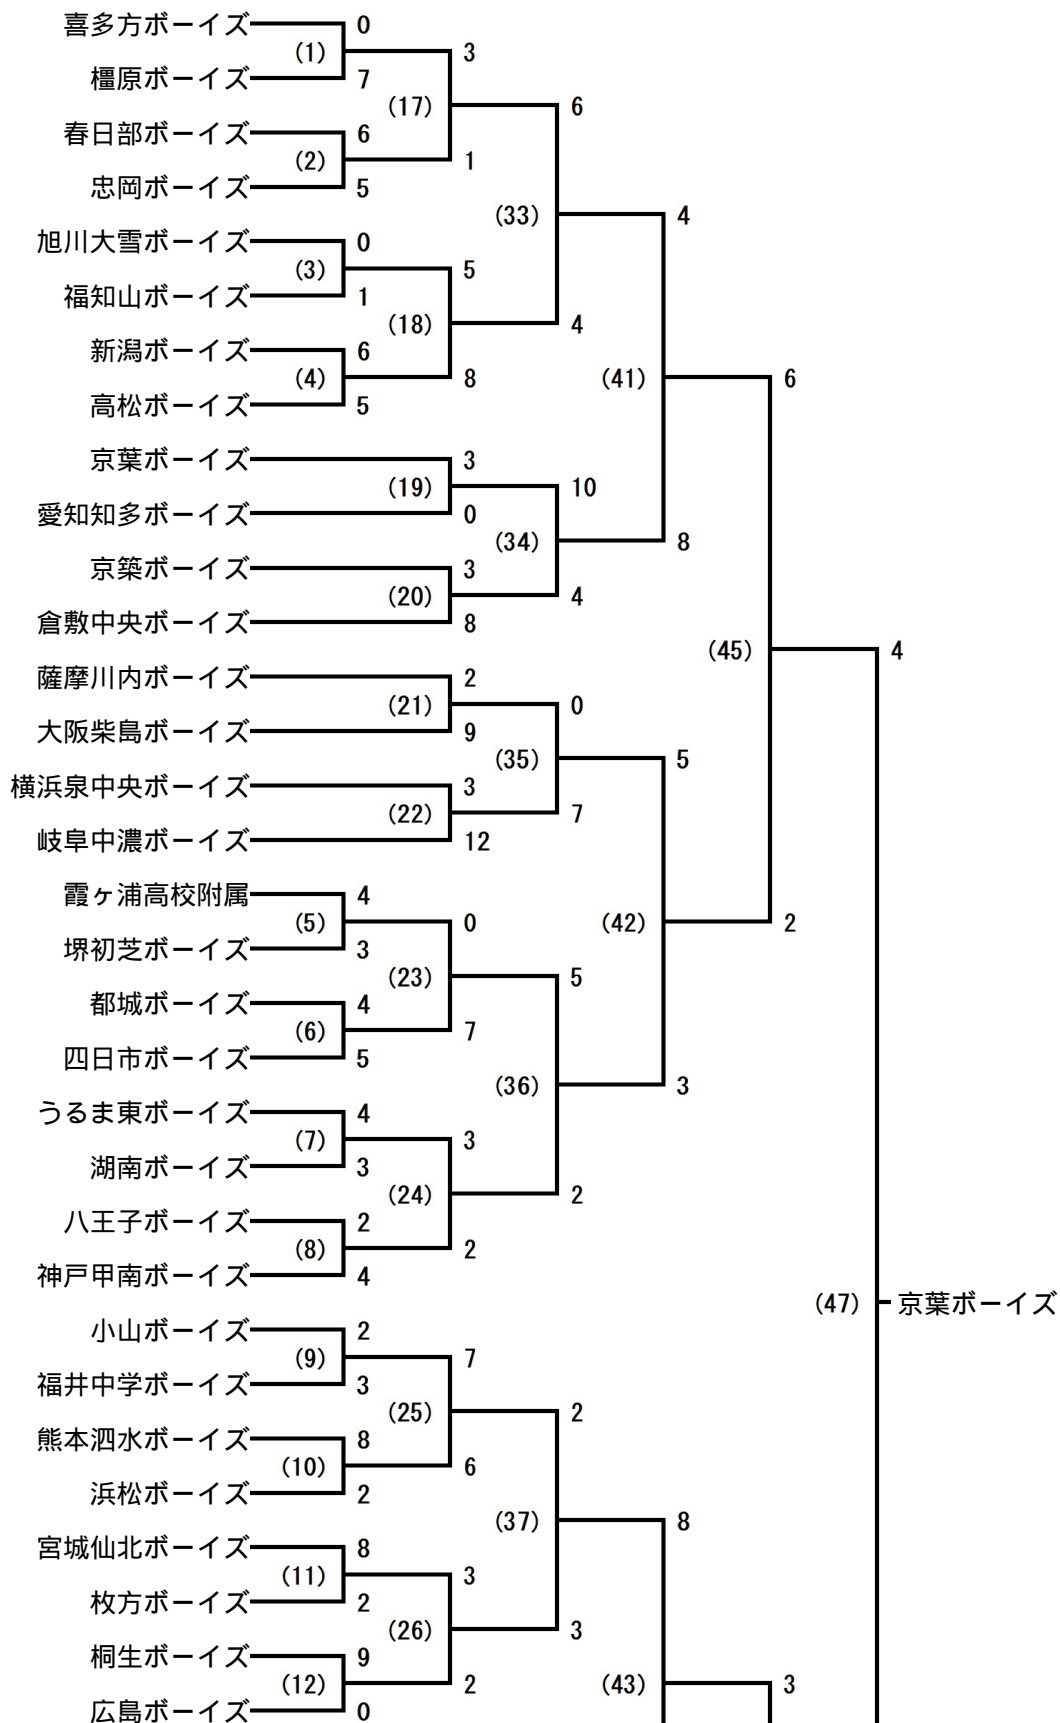 喜多方ボーイズ 0
(1) 3
橿原ボーイズ 7
(17) 6
春日部ボーイズ 6
(2) 1
忠岡ボーイズ 5
(33) 4
旭川大雪ボーイズ 0
(3) 5
福知山ボーイズ 1
(18) 4
新潟ボーイズ 6
(4) 8 (41) 6
高松ボーイズ 5
京葉ボーイズ 3
(19) 10
愛知知多ボーイズ 0
(34) 8
京築ボーイズ 3
(20) 4
倉敷中央ボーイズ 8
(45) 4
薩摩川内ボーイズ 2
(21) 0
大阪柴島ボーイズ 9
(35) 5
横浜泉中央ボーイズ 3
(22) 7
岐阜中濃ボーイズ 12
霞ヶ浦高校附属 4
(5) 0 (42) 2
堺初芝ボーイズ 3
(23) 5
都城ボーイズ 4
(6) 7
四日市ボーイズ 5
(36) 3
うるま東ボーイズ 4
(7) 3
湖南ボーイズ 3
(24) 2
八王子ボーイズ 2
(8) 2
神戸甲南ボーイズ 4
(47) 京葉ボーイズ
小山ボーイズ 2
(9) 7
福井中学ボーイズ 3
(25) 2
熊本泗水ボーイズ 8
(10) 6
浜松ボーイズ 2
(37) 8
宮城仙北ボーイズ 8
(11) 3
枚方ボーイズ 2
(26) 3
桐生ボーイズ 9
(12) 2 (43) 3
広島ボーイズ 0